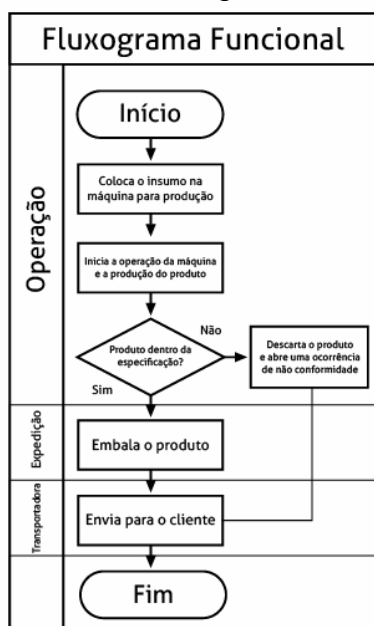 Fluxograma Funcional
Operação
Início
Coloca o insumo na
máquina para produção
Inicia a operação da máquina
e a produção do produto
Produto dentro da
especificação?
Não
Descarta o produto
e abre uma ocorrência
de não conformidade
Sim
Expedição
Embala o produto
Transportadora
Envia para o cliente
Fim